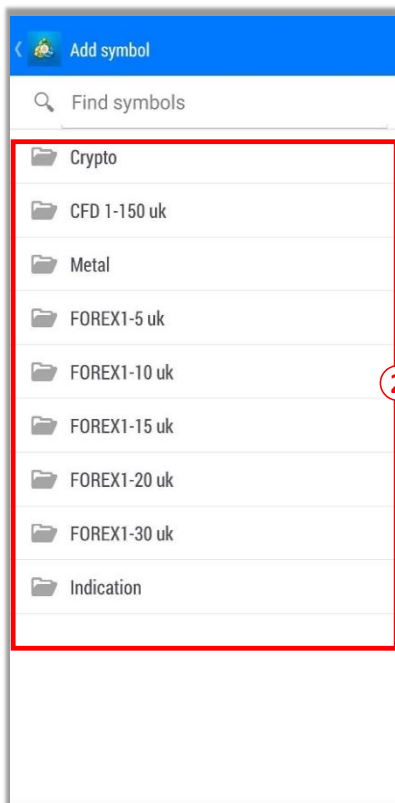 Add symbol
Find symbols
Crypto
CFD 1-150 uk
Metal
FOREX1-5 uk
FOREX1-10 uk
2
FOREX1-15 uk
FOREX1-20 uk
FOREX1-30 uk
Indication